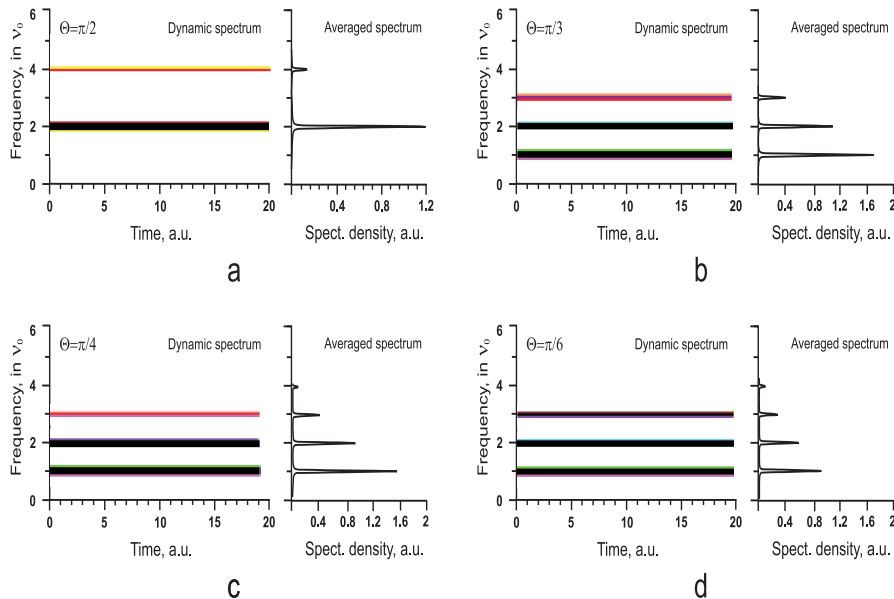 Θ=π/2 Dynamic spectrum Averaged spectrum
Frequency, in ν₀
6
4
2
0
0 5 10 15 20
0,4 0,8 1.2
Time, a.u. Spect. density, a.u.
a
Θ=π/3 Dynamic spectrum Averaged spectrum
Frequency, in ν₀
6
4
2
0
0 5 10 15 20
0.4 0.8 1.2 1.6 2
Time, a.u. Spect. density, a.u.
b
Θ=π/4 Dynamic spectrum Averaged spectrum
Frequency, in ν₀
6
4
2
0
0 5 10 15 20
0.4 0.8 1.2 1.6 2
Time, a.u. Spect. density, a.u.
c
Θ=π/6 Dynamic spectrum Averaged spectrum
Frequency, in ν₀
6
4
2
0
0 5 10 15 20
0.4 0.8 1.2 1.6 2
Time, a.u. Spect. density, a.u.
d